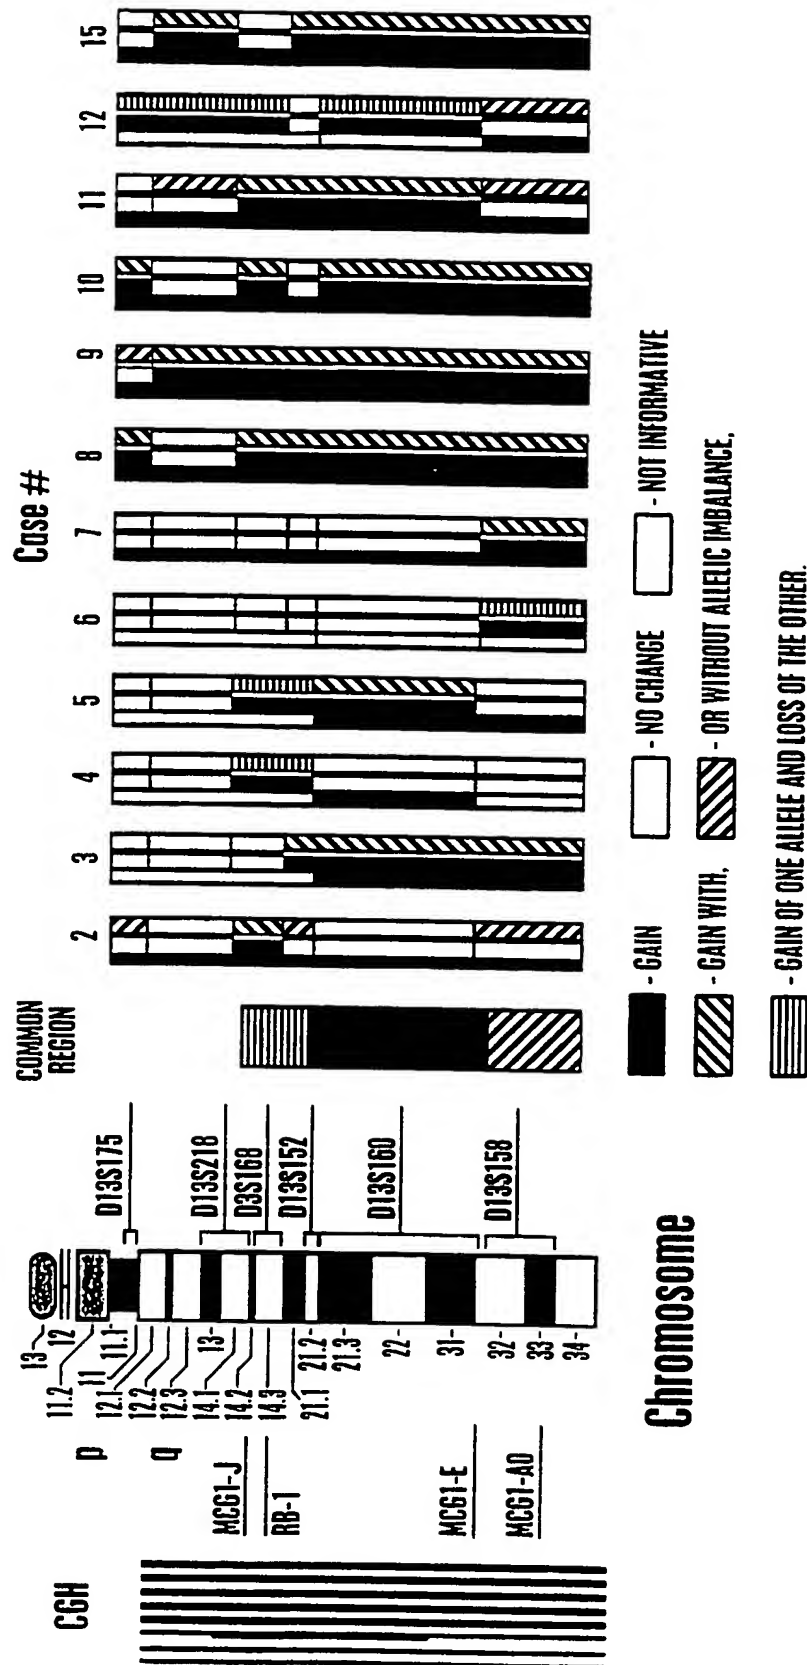 Case #
2 3 4 5 6 7 8 9 10 11 12 15
COMMON
REGION
CGH
p
q
13
12
11.2
11
11.1-
12.1
12.2
12.3
13-
14.1
14.2
14.3
21.1
21.2-
21.3-
22-
31-
32-
33-
34-
MCG1-J
RB-1
MCG1-E
MCG1-AD
D13S175
D13S218
D3S168
D13S152
D13S160
D13S158
Chromosome
- GAIN
- NO CHANGE
- NOT INFORMATIVE
- GAIN WITH,
- OR WITHOUT ALLELIC IMBALANCE,
- GAIN OF ONE ALLELE AND LOSS OF THE OTHER.